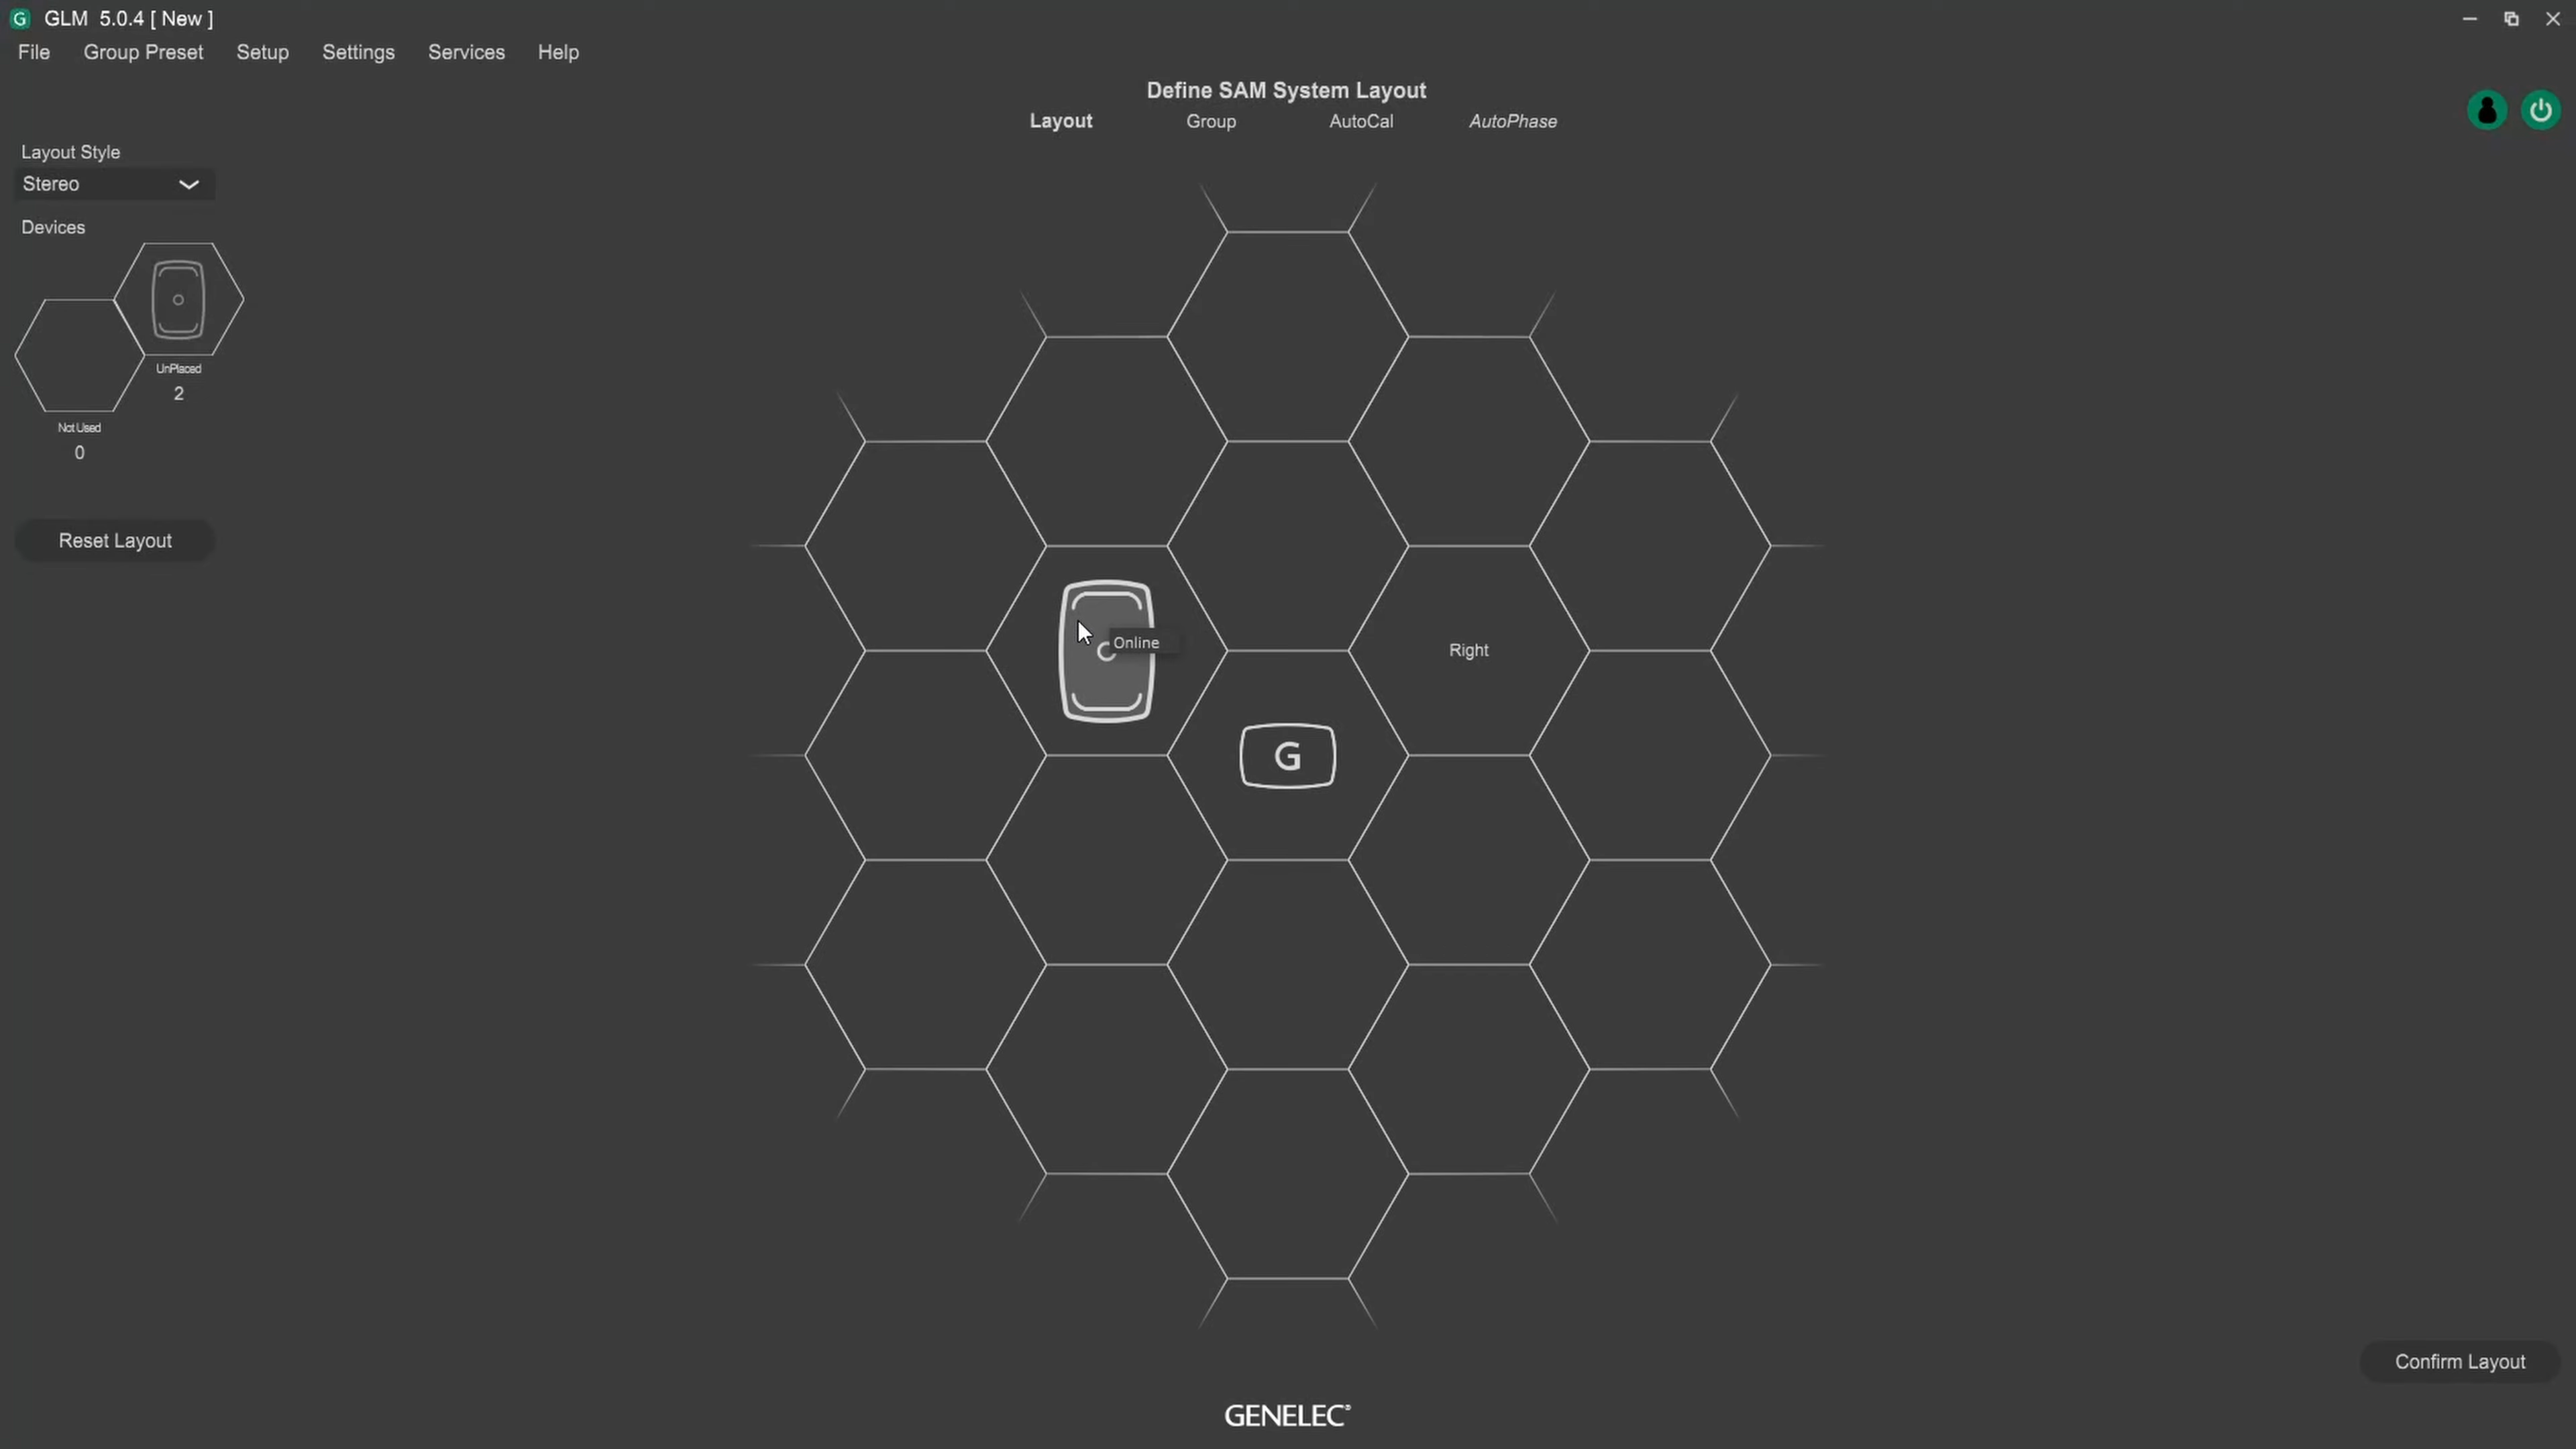 G GLM 5.0.4 [ New ]
File Group Preset Setup Settings Services Help
Define SAM System Layout
Layout Group AutoCal AutoPhase
Layout Style
Stereo
Devices
UnPlaced
2
Not Used
0
Reset Layout
Online
Right
G
Confirm Layout
GENELEC®